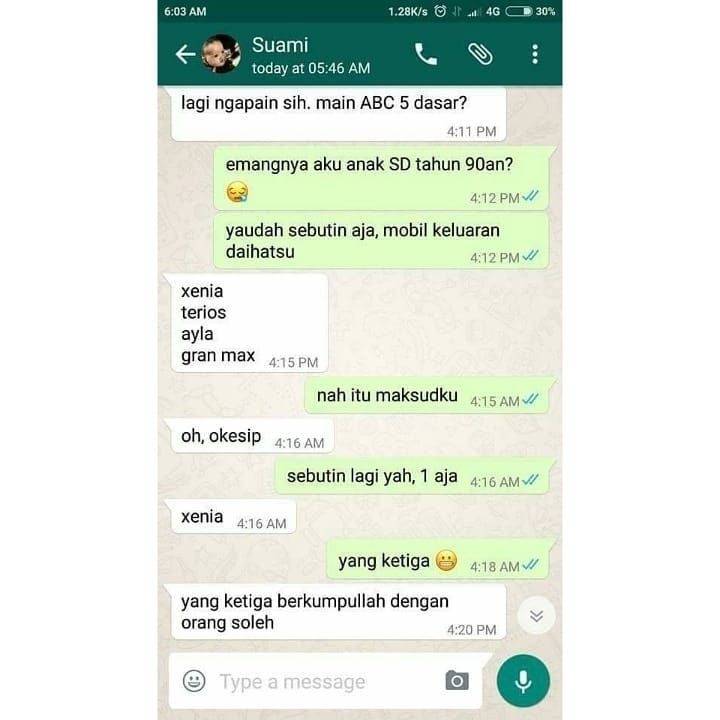 6:03 AM 1.28K/s 4G 30%
Suami
today at 05:46 AM
lagi ngapain sih. main ABC 5 dasar?
4:11 PM
emangnya aku anak SD tahun 90an?
😪
4:12 PM
yaudah sebutin aja, mobil keluaran
daihatsu
4:12 PM
xenia
terios
ayla
gran max 4:15 PM
nah itu maksudku 4:15 AM
oh, okesip 4:16 AM
sebutin lagi yah, 1 aja 4:16 AM
xenia 4:16 AM
yang ketiga 😬 4:18 AM
yang ketiga berkumpullah dengan
orang soleh
4:20 PM
Type a message